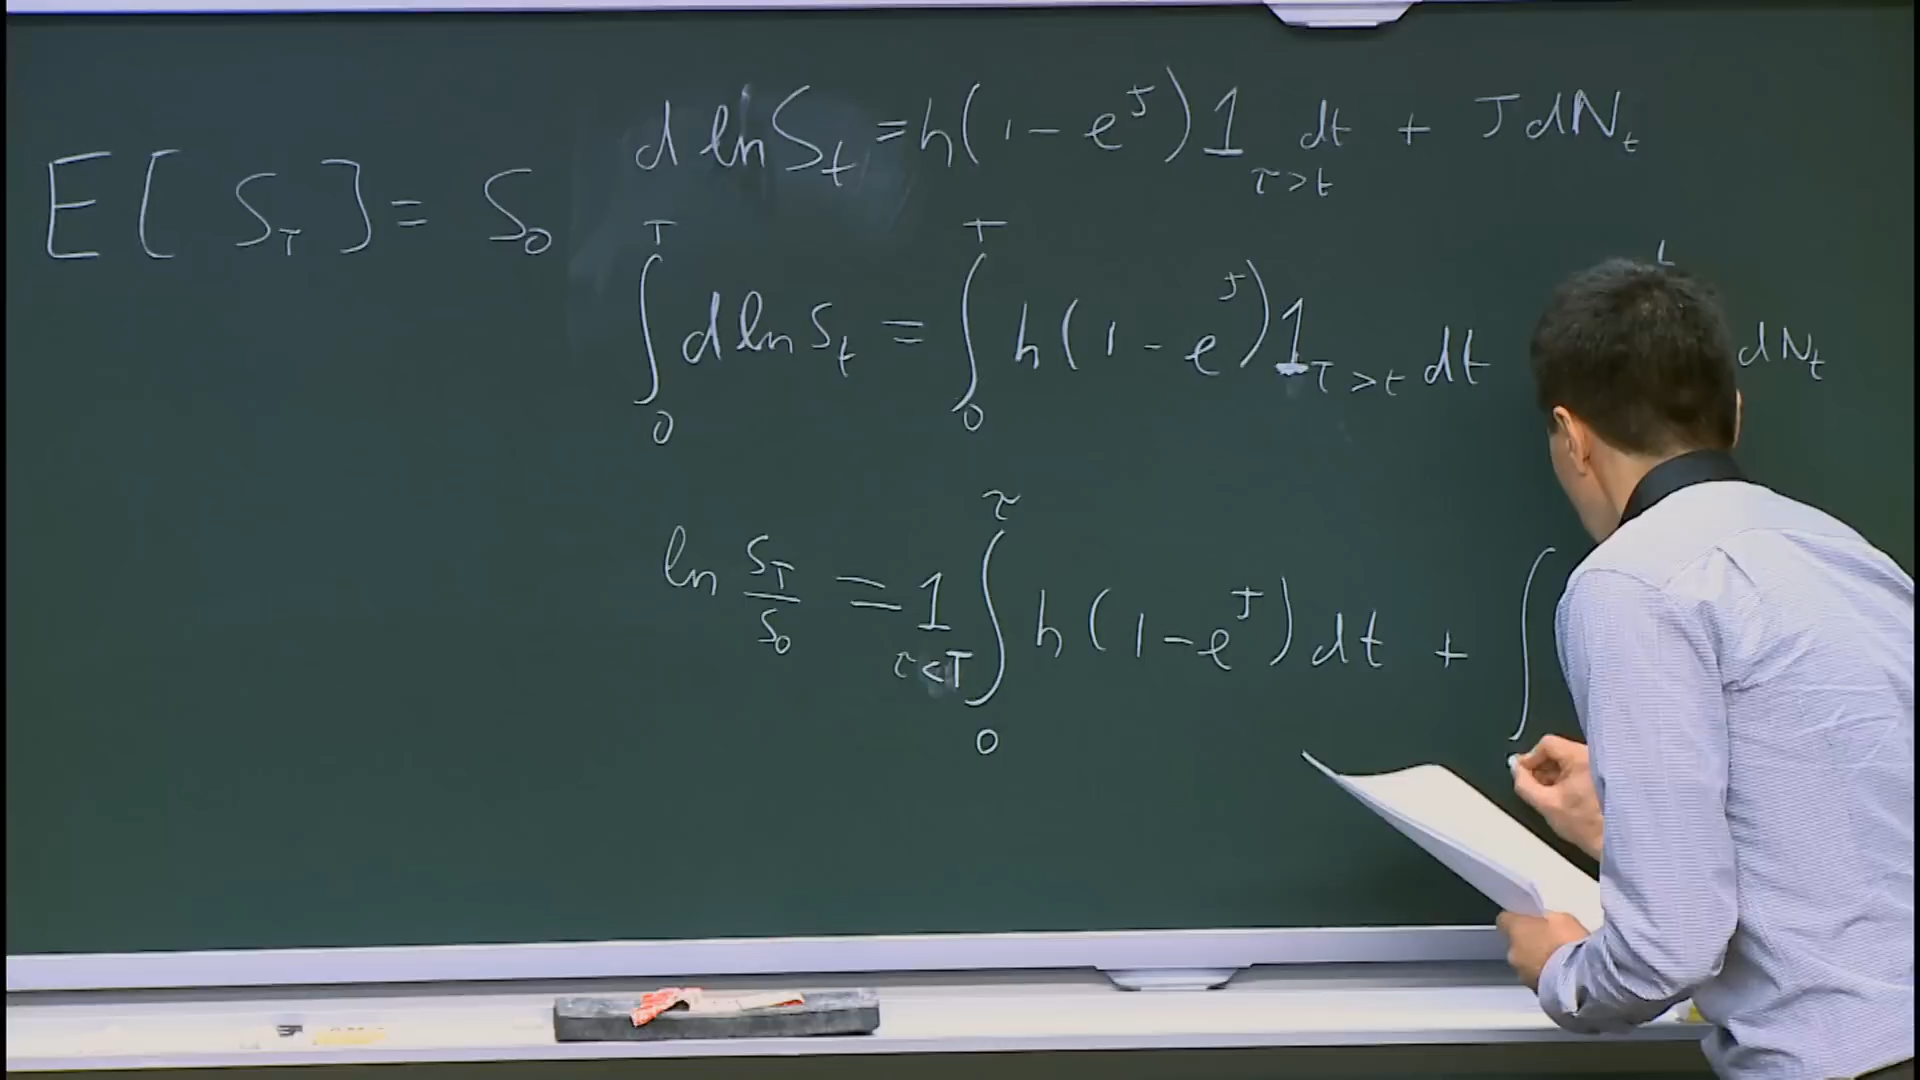 E[ S_T ] = S_0
d ln S_t = h(1 - e^J) 1_{τ>t} dt + J dN_t
∫_0^T d ln S_t = ∫_0^T h(1 - e^J) 1_{τ>t} dt dN_t
ln S_T/S_0 = 1_{τ<T} ∫_0^τ h(1 - e^J) dt + ∫